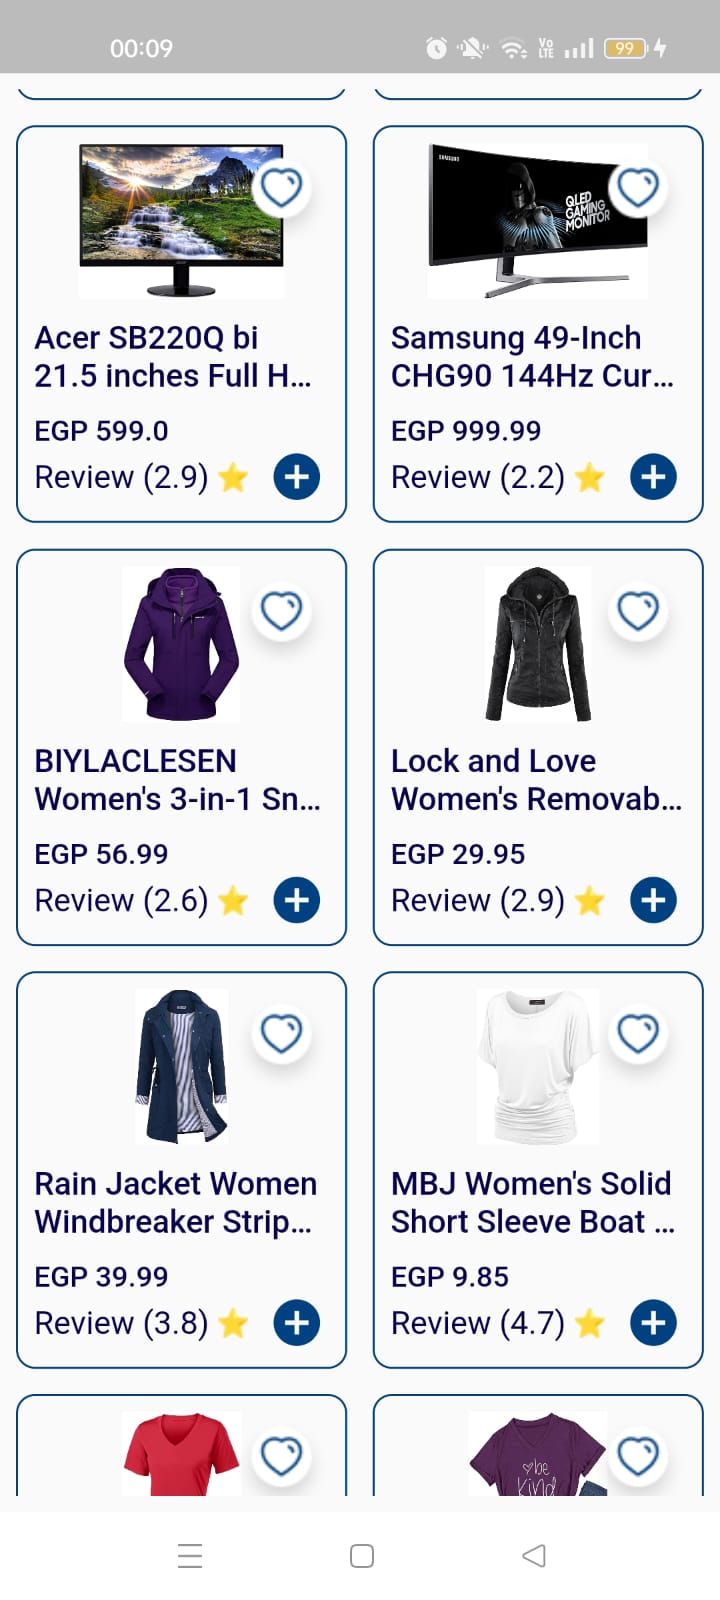 00:09
Vo
LTE
99
SAMSUNG
QLED
GAMING
MONITOR
Acer SB220Q bi
21.5 inches Full H...
EGP 599.0
Review (2.9)
Samsung 49-Inch
CHG90 144Hz Cur...
EGP 999.99
Review (2.2)
BIYLACLESEN
Women's 3-in-1 Sn...
EGP 56.99
Review (2.6)
Lock and Love
Women's Removab...
EGP 29.95
Review (2.9)
Rain Jacket Women
Windbreaker Strip...
EGP 39.99
Review (3.8)
MBJ Women's Solid
Short Sleeve Boat ...
EGP 9.85
Review (4.7)
be
Kind